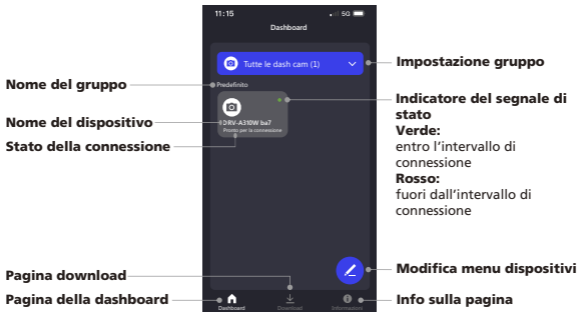 11:15
5G
Dashboard
Tutte le dash cam (1)
Impostazione gruppo
Nome del gruppo
Predefinito
Indicatore del segnale di
stato
Verde:
entro l'intervallo di
connessione
Rosso:
fuori dall'intervallo di
connessione
Nome del dispositivo
DRV-A310W ba7
Pronto per la connessione
Stato della connessione
Modifica menu dispositivi
Pagina download
Pagina della dashboard
Info sulla pagina
Dashboard
Download
Informazioni